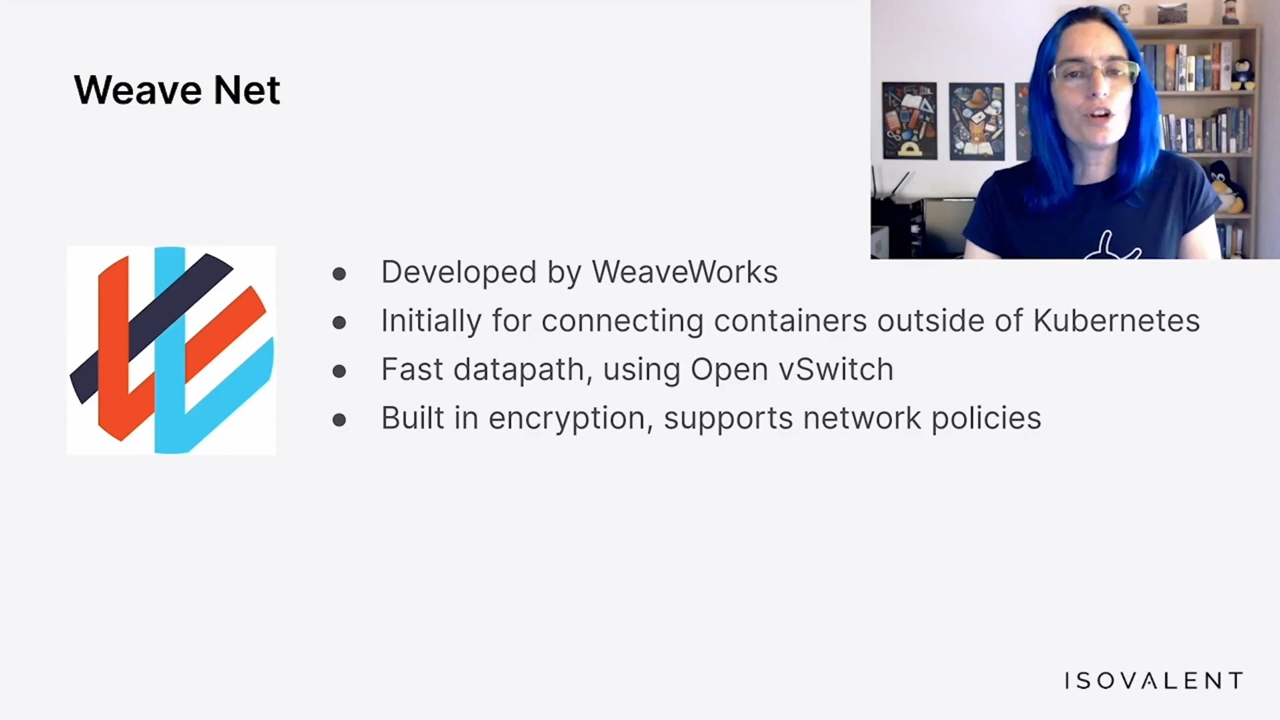 Weave Net
● Developed by WeaveWorks
● Initially for connecting containers outside of Kubernetes
● Fast datapath, using Open vSwitch
● Built in encryption, supports network policies
ISOVALENT